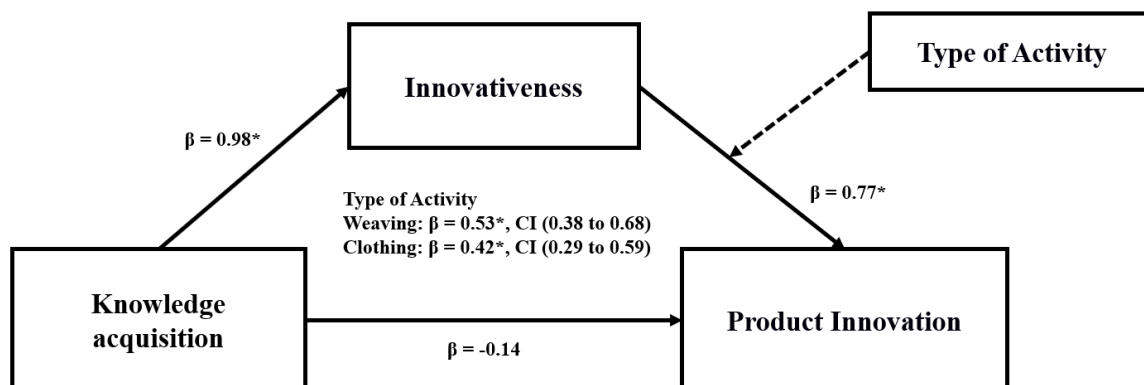 Type of Activity
Innovativeness
β = 0.98*
β = 0.77*
Type of Activity
Weaving: β = 0.53*, CI (0.38 to 0.68)
Clothing: β = 0.42*, CI (0.29 to 0.59)
Knowledge
acquisition
Product Innovation
β = -0.14